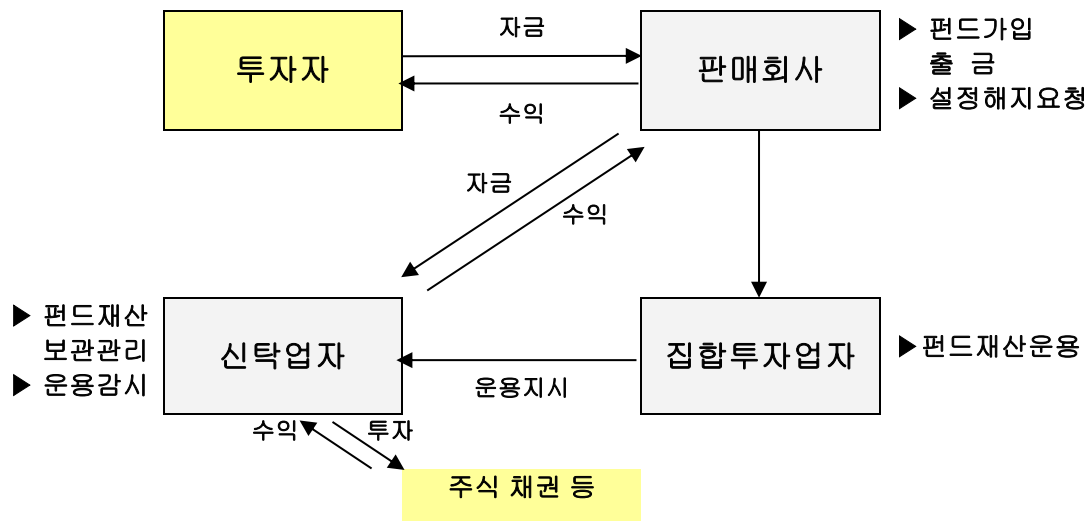 자금
투자자
판매회사
▶ 펀드가입
출 금
▶ 설정해지요청
수익
자금
수익
▶ 펀드재산
보관관리
▶ 운용감시
신탁업자
운용지시
집합투자업자
▶ 펀드재산운용
수익
투자
주식 채권 등